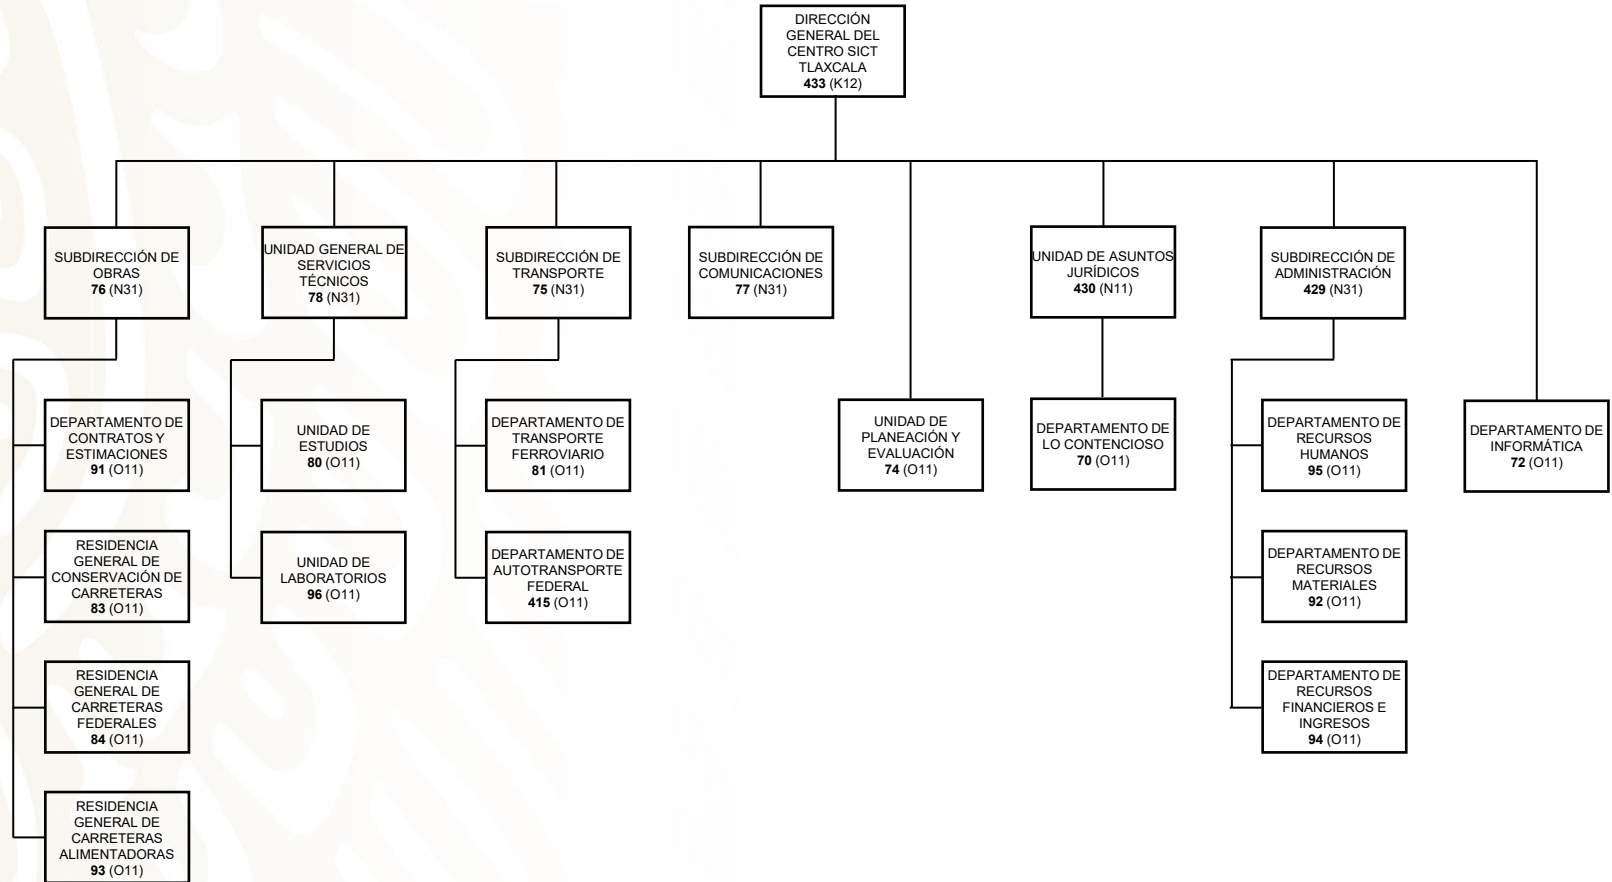 DIRECCIÓN
GENERAL DEL
CENTRO SICT
TLAXCALA
433 (K12)
SUBDIRECCIÓN DE
OBRAS
76 (N31)
UNIDAD GENERAL DE
SERVICIOS
TÉCNICOS
78 (N31)
SUBDIRECCIÓN DE
TRANSPORTE
75 (N31)
SUBDIRECCIÓN DE
COMUNICACIONES
77 (N31)
UNIDAD DE ASUNTOS
JURÍDICOS
430 (N11)
SUBDIRECCIÓN DE
ADMINISTRACIÓN
429 (N31)
DEPARTAMENTO DE
CONTRATOS Y
ESTIMACIONES
91 (O11)
UNIDAD DE
ESTUDIOS
80 (O11)
DEPARTAMENTO DE
TRANSPORTE
FERROVIARIO
81 (O11)
UNIDAD DE
PLANEACIÓN Y
EVALUACIÓN
74 (O11)
DEPARTAMENTO DE
LO CONTENCIOSO
70 (O11)
DEPARTAMENTO DE
RECURSOS
HUMANOS
95 (O11)
DEPARTAMENTO DE
INFORMÁTICA
72 (O11)
RESIDENCIA
GENERAL DE
CONSERVACIÓN DE
CARRETERAS
83 (O11)
UNIDAD DE
LABORATORIOS
96 (O11)
DEPARTAMENTO DE
AUTOTRANSPORTE
FEDERAL
415 (O11)
DEPARTAMENTO DE
RECURSOS
MATERIALES
92 (O11)
RESIDENCIA
GENERAL DE
CARRETERAS
FEDERALES
84 (O11)
DEPARTAMENTO DE
RECURSOS
FINANCIEROS E
INGRESOS
94 (O11)
RESIDENCIA
GENERAL DE
CARRETERAS
ALIMENTADORAS
93 (O11)